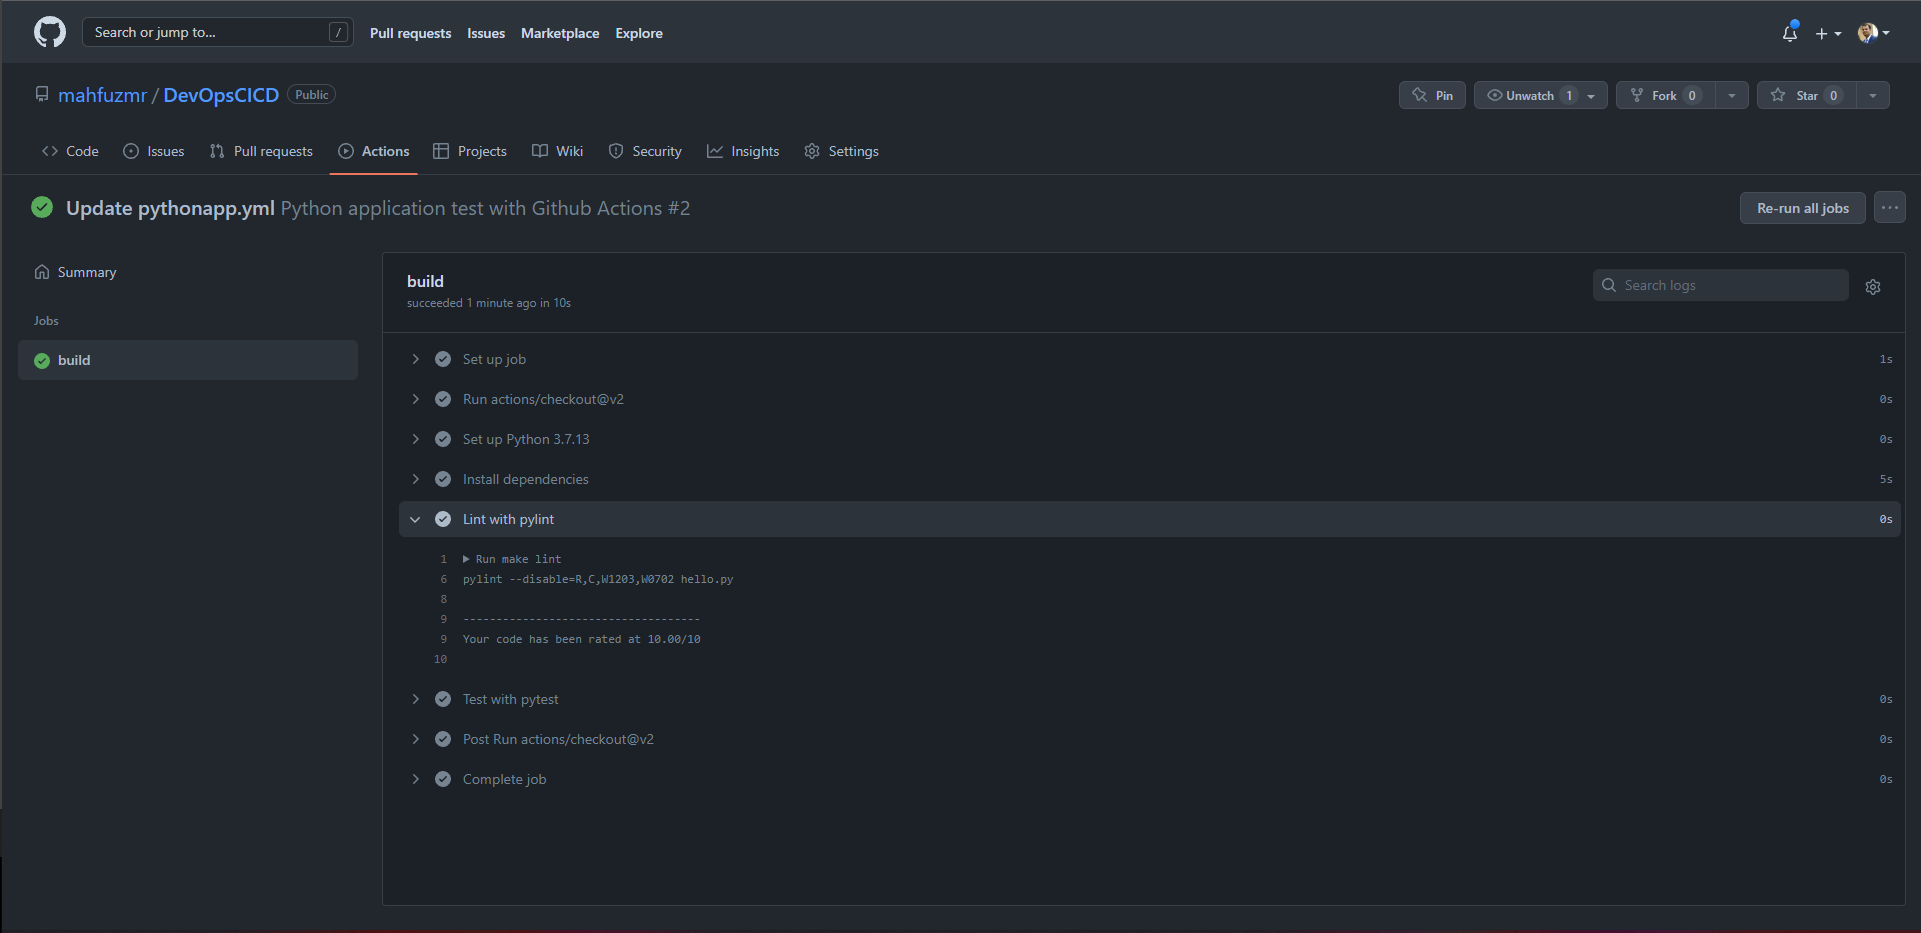 Search or jump to... /
Pull requests Issues Marketplace Explore
mahfuzmr / DevOpsCICD Public
Pin Unwatch 1 Fork 0 Star 0
Code Issues Pull requests Actions Projects Wiki Security Insights Settings
Update pythonapp.yml Python application test with Github Actions #2
Re-run all jobs
Summary
Jobs
build
build
succeeded 1 minute ago in 10s
Search logs
Set up job 1s
Run actions/checkout@v2 0s
Set up Python 3.7.13 0s
Install dependencies 5s
Lint with pylint 0s
1 Run make lint
6 pylint --disable=R,C,W1203,W0702 hello.py
8
9 ------------------------------------
9 Your code has been rated at 10.00/10
10
Test with pytest 0s
Post Run actions/checkout@v2 0s
Complete job 0s